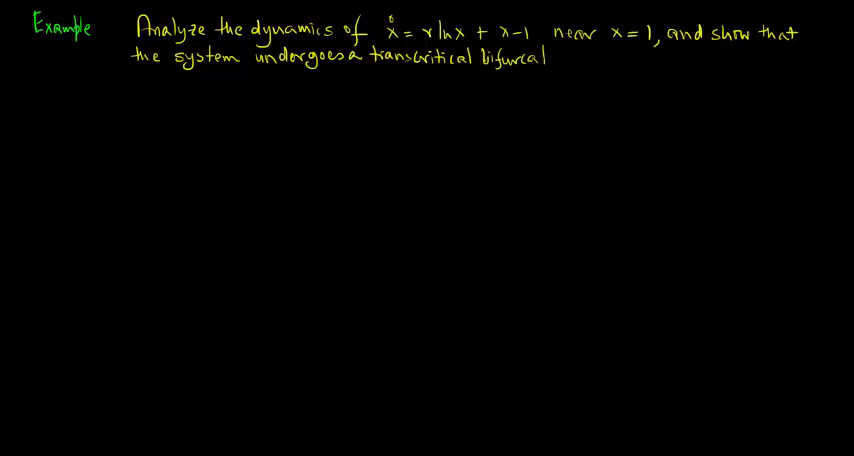 Example Analyze the dynamics of ẋ = r ln x + x - 1 near x = 1, and show that
the system undergoes a transcritical bifurcal